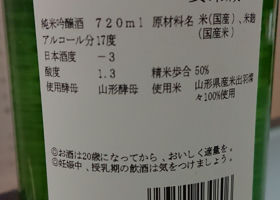 純米吟醸酒 720ml 原材料名 米(国産)、米麹
(国産米)
アルコール分17度
日本酒度 -3
酸度 1.3 精米歩合 50%
使用酵母 山形酵母 使用米 山形県産米出羽燦
々100%使用
◎お酒は20歳になってから、おいしく適量を。
◎妊娠中、授乳期の飲酒は気をつけましょう。